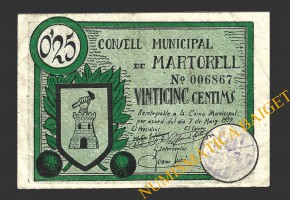 0'25
CONSELL MUNICIPAL
DE MARTORELL
Nº 006867
VINTICINC CENTIMS
Reintegrable a la Caixa Municipal,
per acord del dia 7 de Maig 1937
El President
NUMISMATICA BAIGET